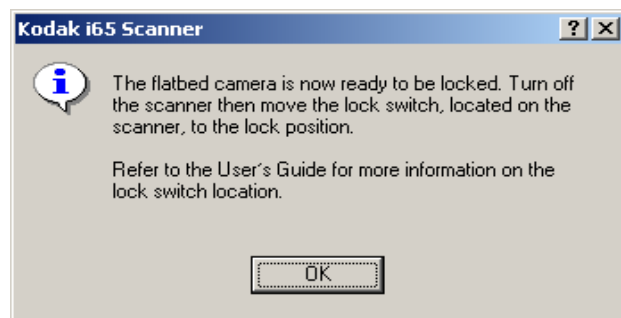 Kodak i65 Scanner
The flatbed camera is now ready to be locked. Turn off
the scanner then move the lock switch, located on the
scanner, to the lock position.
Refer to the User's Guide for more information on the
lock switch location.
OK